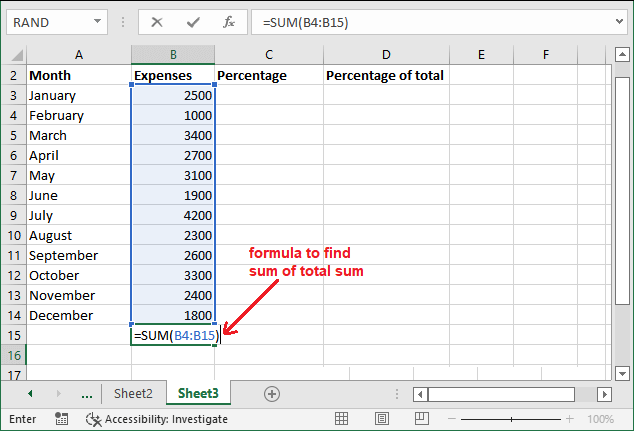 RAND fx =SUM(B4:B15)
A B C D E F
2 Month Expenses Percentage Percentage of total
3 January 2500
4 February 1000
5 March 3400
6 April 2700
7 May 3100
8 June 1900
9 July 4200
10 August 2300
11 September 2600
12 October 3300
13 November 2400
14 December 1800
15 =SUM(B4:B15)
16
17
formula to find
sum of total sum
... Sheet2 Sheet3
Enter Accessibility: Investigate 100%